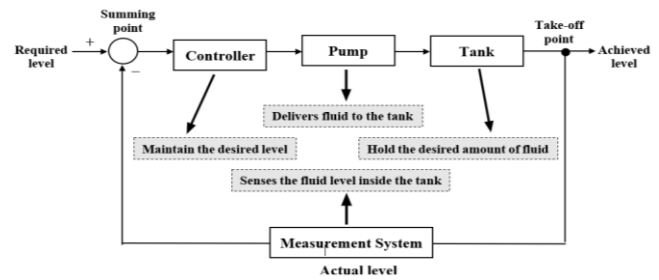 Summing
point
Take-off
point
Required
level
+
−
Controller
Pump
Tank
Achieved
level
Delivers fluid to the tank
Maintain the desired level
Hold the desired amount of fluid
Senses the fluid level inside the tank
Measurement System
Actual level